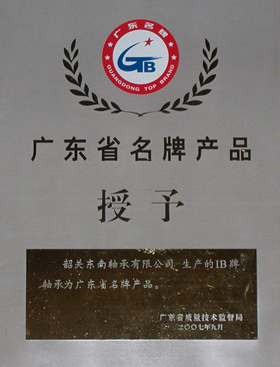 广东名牌
GTB
GUANGDONG TOP BRAND
广东省名牌产品
授予
韶关东南轴承有限公司 生产的IB牌
轴承为广东省名牌产品。
广东省质量技术监督局
二〇〇七年九月